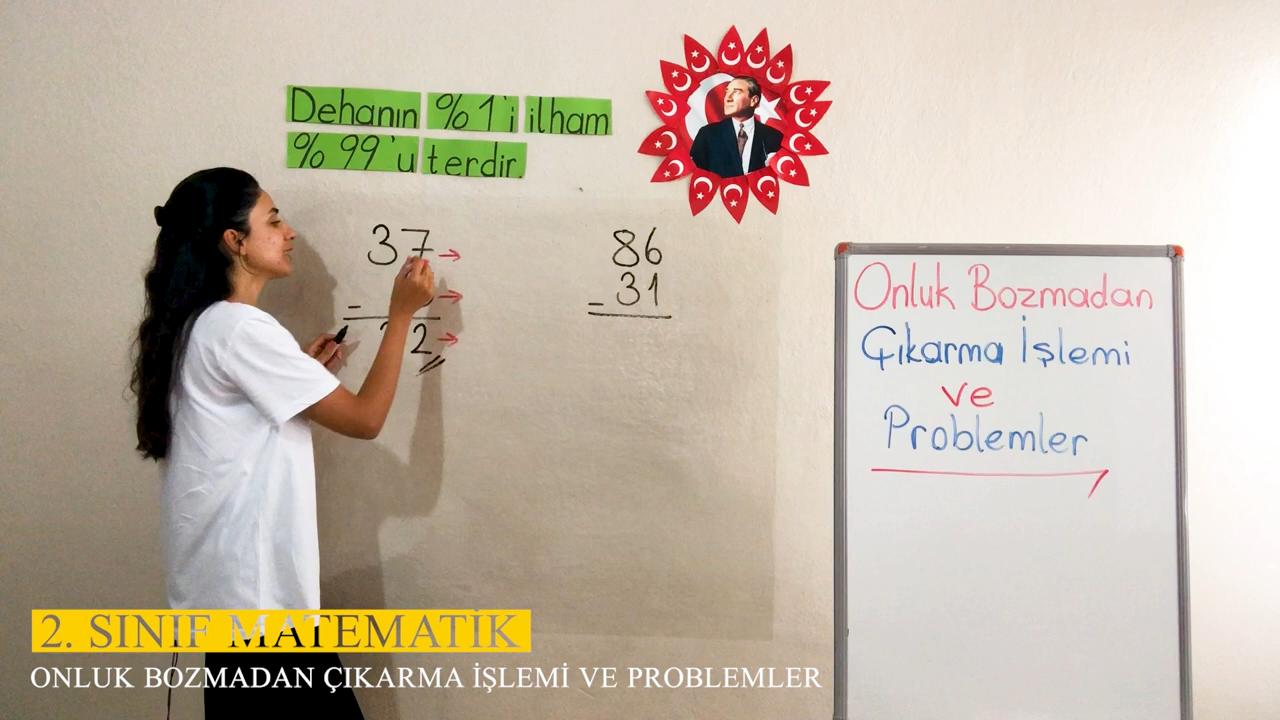 Dehanın %1'i ilham
%99'u terdir.
37
-
2
86
- 31
Onluk Bozmadan
Çıkarma İşlemi
ve
Problemler
2. SINIF MATEMATİK
ONLUK BOZMADAN ÇIKARMA İŞLEMİ VE PROBLEMLER